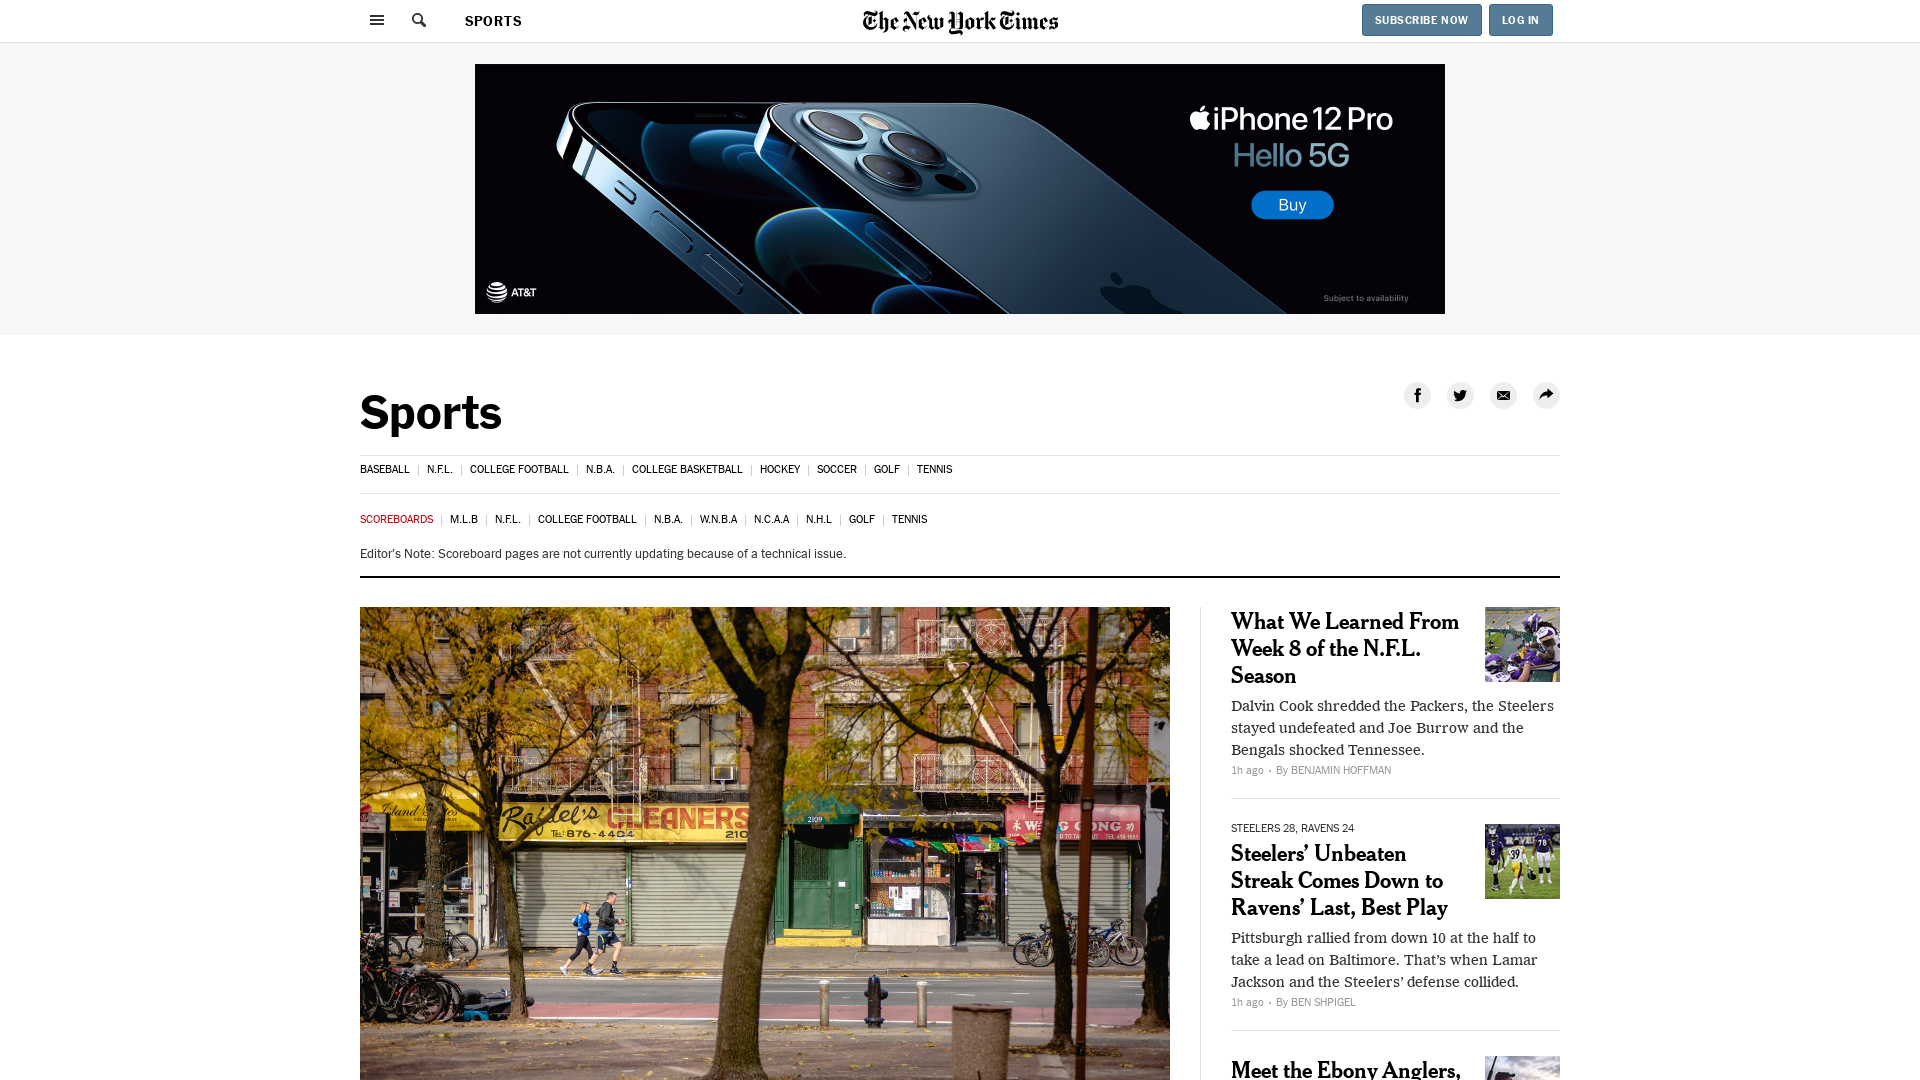 SPORTS
The New York Times
SUBSCRIBE NOW
LOG IN
iPhone 12 Pro
Hello 5G
Buy
AT&T
Subject to availability
Sports
BASEBALL
N.F.L.
COLLEGE FOOTBALL
N.B.A.
COLLEGE BASKETBALL
HOCKEY
SOCCER
GOLF
TENNIS
SCOREBOARDS
M.L.B
N.F.L.
COLLEGE FOOTBALL
N.B.A.
W.N.B.A
N.C.A.A
N.H.L
GOLF
TENNIS
Editor's Note: Scoreboard pages are not currently updating because of a technical issue.
Rafael's CLEANERS
TEL: 876-4404
2109
What We Learned From
Week 8 of the N.F.L.
Season
Dalvin Cook shredded the Packers, the Steelers
stayed undefeated and Joe Burrow and the
Bengals shocked Tennessee.
1h ago • By BENJAMIN HOFFMAN
STEELERS 28, RAVENS 24
Steelers’ Unbeaten
Streak Comes Down to
Ravens’ Last, Best Play
Pittsburgh rallied from down 10 at the half to
take a lead on Baltimore. That’s when Lamar
Jackson and the Steelers’ defense collided.
1h ago • By BEN SHPIGEL
Meet the Ebony Anglers,